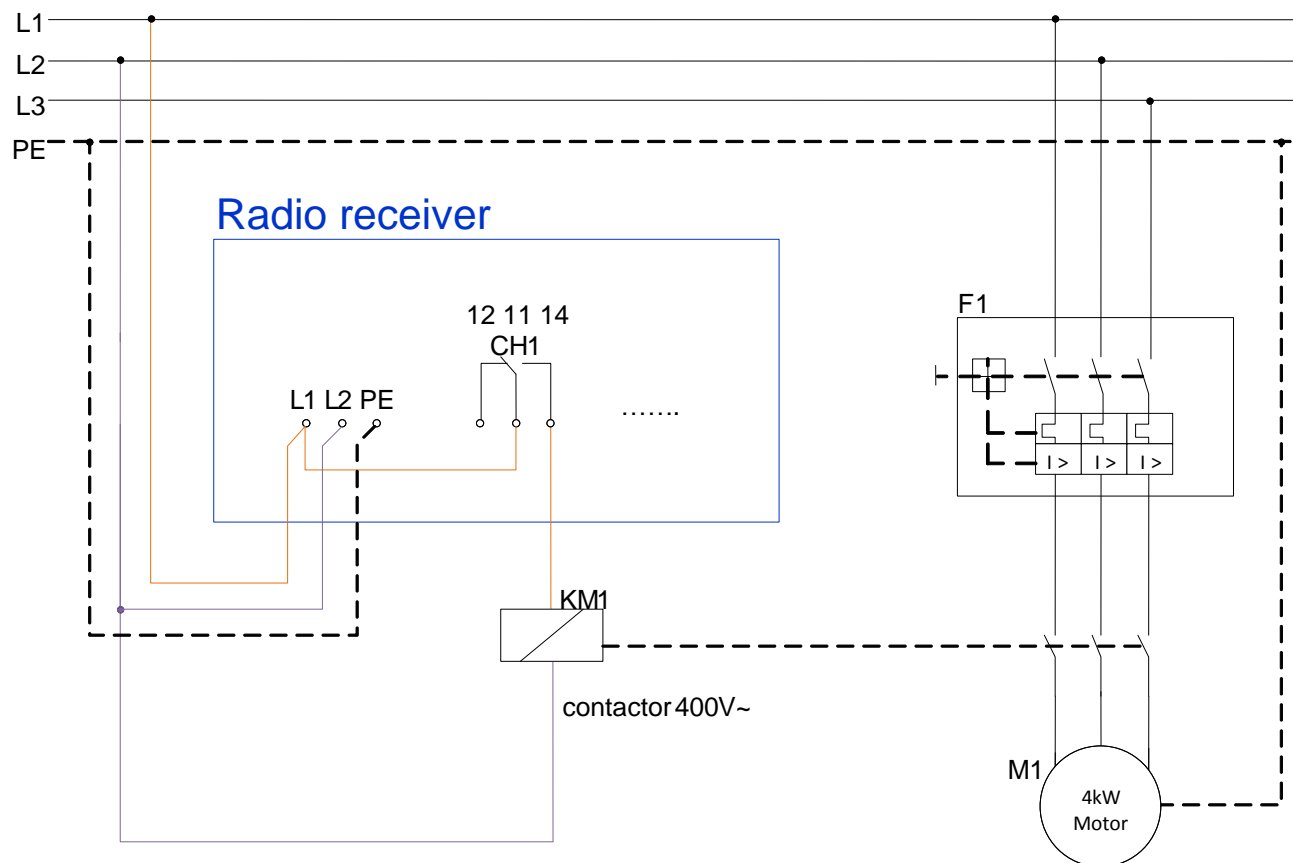 L1
L2
L3
PE
Radio receiver
F1
12 11 14
CH1
L1 L2 PE
.......
I > I > I >
KM1
contactor 400V~
M1
4kW
Motor